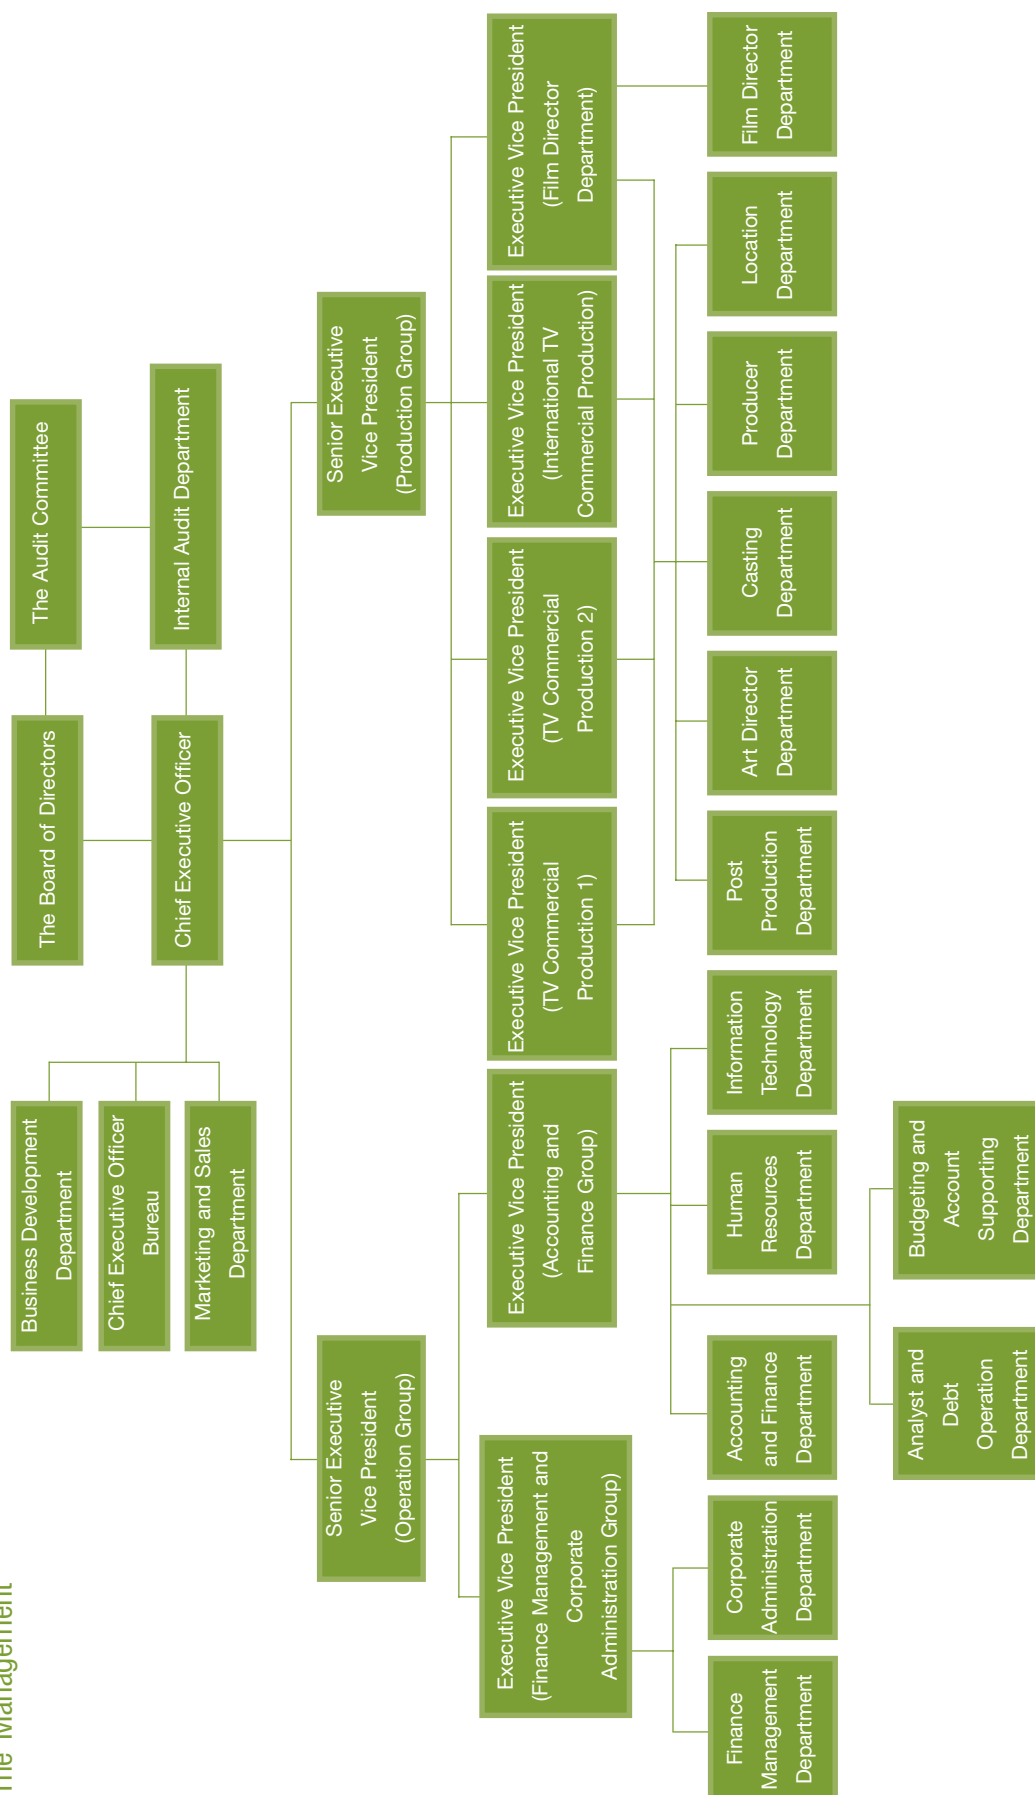 The Management
The Board of Directors
The Audit Committee
Business Development
Department
Chief Executive Officer
Bureau
Marketing and Sales
Department
Chief Executive Officer
Internal Audit Department
Senior Executive
Vice President
(Operation Group)
Senior Executive
Vice President
(Production Group)
Executive Vice President
(Finance Management and
Corporate
Administration Group)
Executive Vice President
(Accounting and
Finance Group)
Executive Vice President
(TV Commercial
Production 1)
Executive Vice President
(TV Commercial
Production 2)
Executive Vice President
(International TV
Commercial Production)
Executive Vice President
(Film Director
Department)
Finance
Management
Department
Corporate
Administration
Department
Accounting
and Finance
Department
Human
Resources
Department
Information
Technology
Department
Post
Production
Department
Art Director
Department
Casting
Department
Producer
Department
Location
Department
Film Director
Department
Analyst and
Debt
Operation
Department
Budgeting and
Account
Supporting
Department